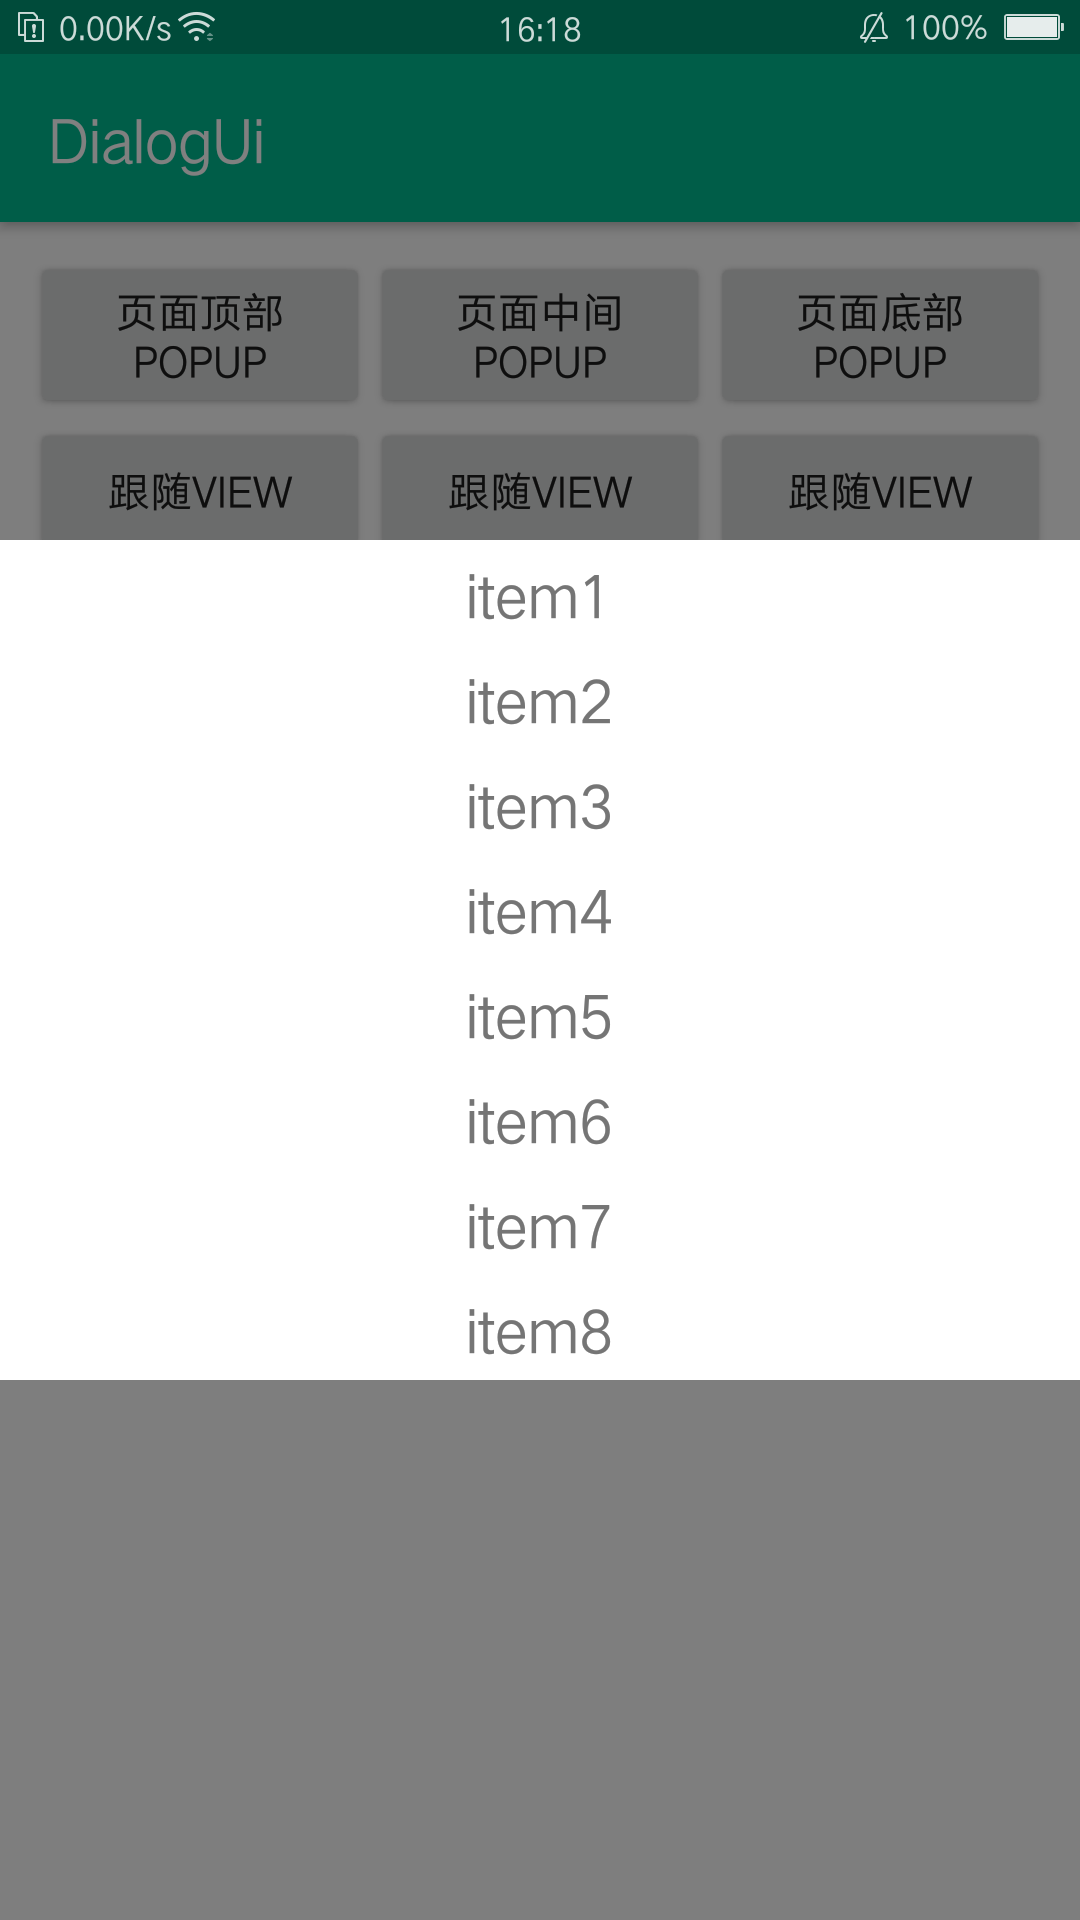 0.00K/s 16:18 100%
DialogUi
页面顶部 页面中间 页面底部
POPUP POPUP POPUP
跟随VIEW 跟随VIEW 跟随VIEW
item1
item2
item3
item4
item5
item6
item7
item8